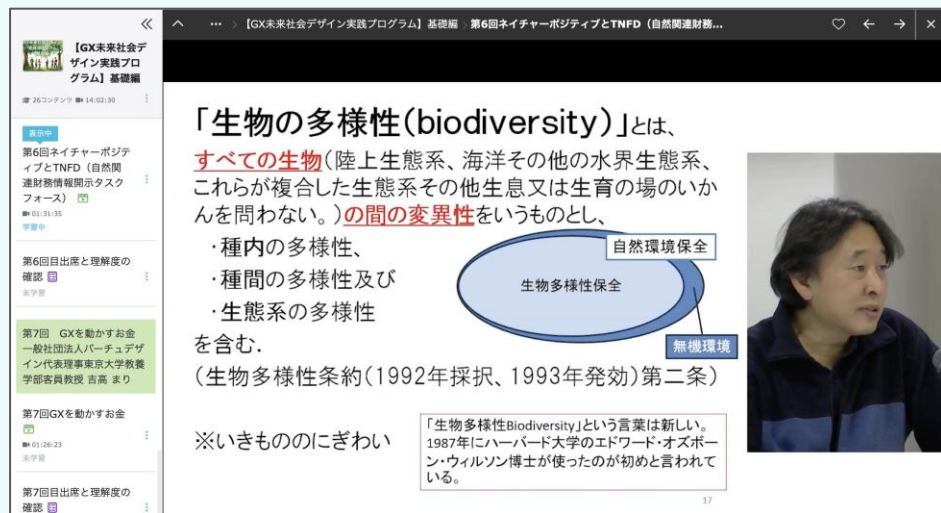 【GX未来社会デ
ザイン実践プロ
グラム】基礎編
26コンテンツ 14:02:30
表示中
第6回ネイチャーポジテ
ィブとTNFD（自然関
連財務情報開示タスク
フォース）
01:31:35
学習中
第6回目出席と理解度の
確認
未学習
第7回 GXを動かすお金
一般社団法人バーチュデザ
イン代表理事東京大学教養
学部客員教授 吉高 まり
第7回GXを動かすお金
01:26:23
未学習
第7回目出席と理解度の
確認
... 【GX未来社会デザイン実践プログラム】基礎編 > 第6回ネイチャーポジティブとTNFD（自然関連財務...
「生物の多様性(biodiversity)」とは、
すべての生物(陸上生態系、海洋その他の水界生態系、
これらが複合した生態系その他生息又は生育の場のいか
んを問わない。)の間の変異性をいうものとし、
・種内の多様性、
・種間の多様性及び
・生態系の多様性
を含む.
(生物多様性条約(1992年採択、1993年発効)第二条)
自然環境保全
生物多様性保全
無機環境
※いきもののにぎわい
「生物多様性Biodiversity」という言葉は新しい。
1987年にハーバード大学のエドワード・オズボー
ン・ウィルソン博士が使ったのが初めと言われて
いる。
17